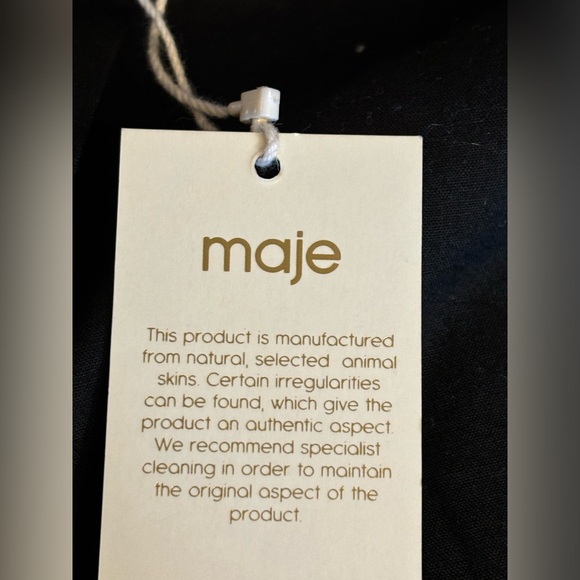 maje
This product is manufactured
from natural, selected animal
skins. Certain irregularities
can be found, which give the
product an authentic aspect.
We recommend specialist
cleaning in order to maintain
the original aspect of the
product.